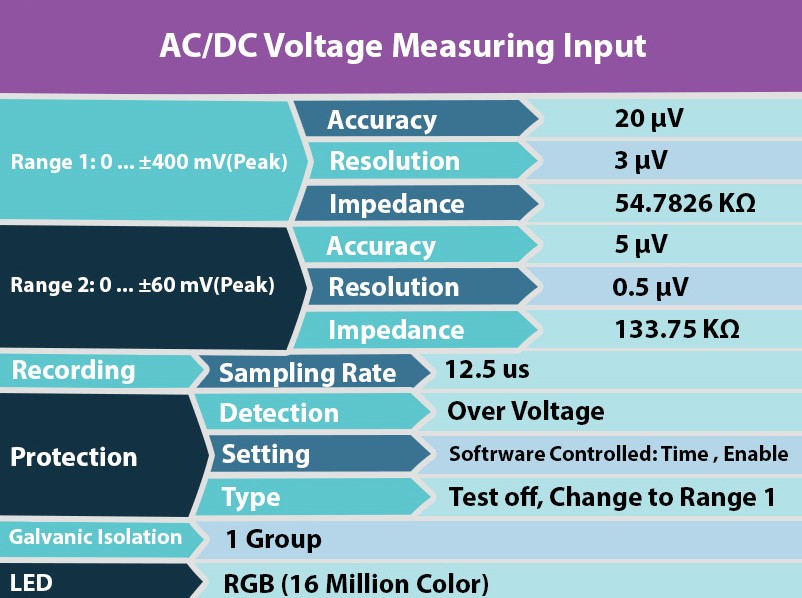 AC/DC Voltage Measuring Input
Range 1: 0 ... ±400 mV(Peak)
Accuracy 20 µV
Resolution 3 µV
Impedance 54.7826 KΩ
Range 2: 0 ... ±60 mV(Peak)
Accuracy 5 µV
Resolution 0.5 µV
Impedance 133.75 KΩ
Recording Sampling Rate 12.5 us
Protection
Detection Over Voltage
Setting Softrware Controlled: Time , Enable
Type Test off, Change to Range 1
Galvanic Isolation 1 Group
LED RGB (16 Million Color)